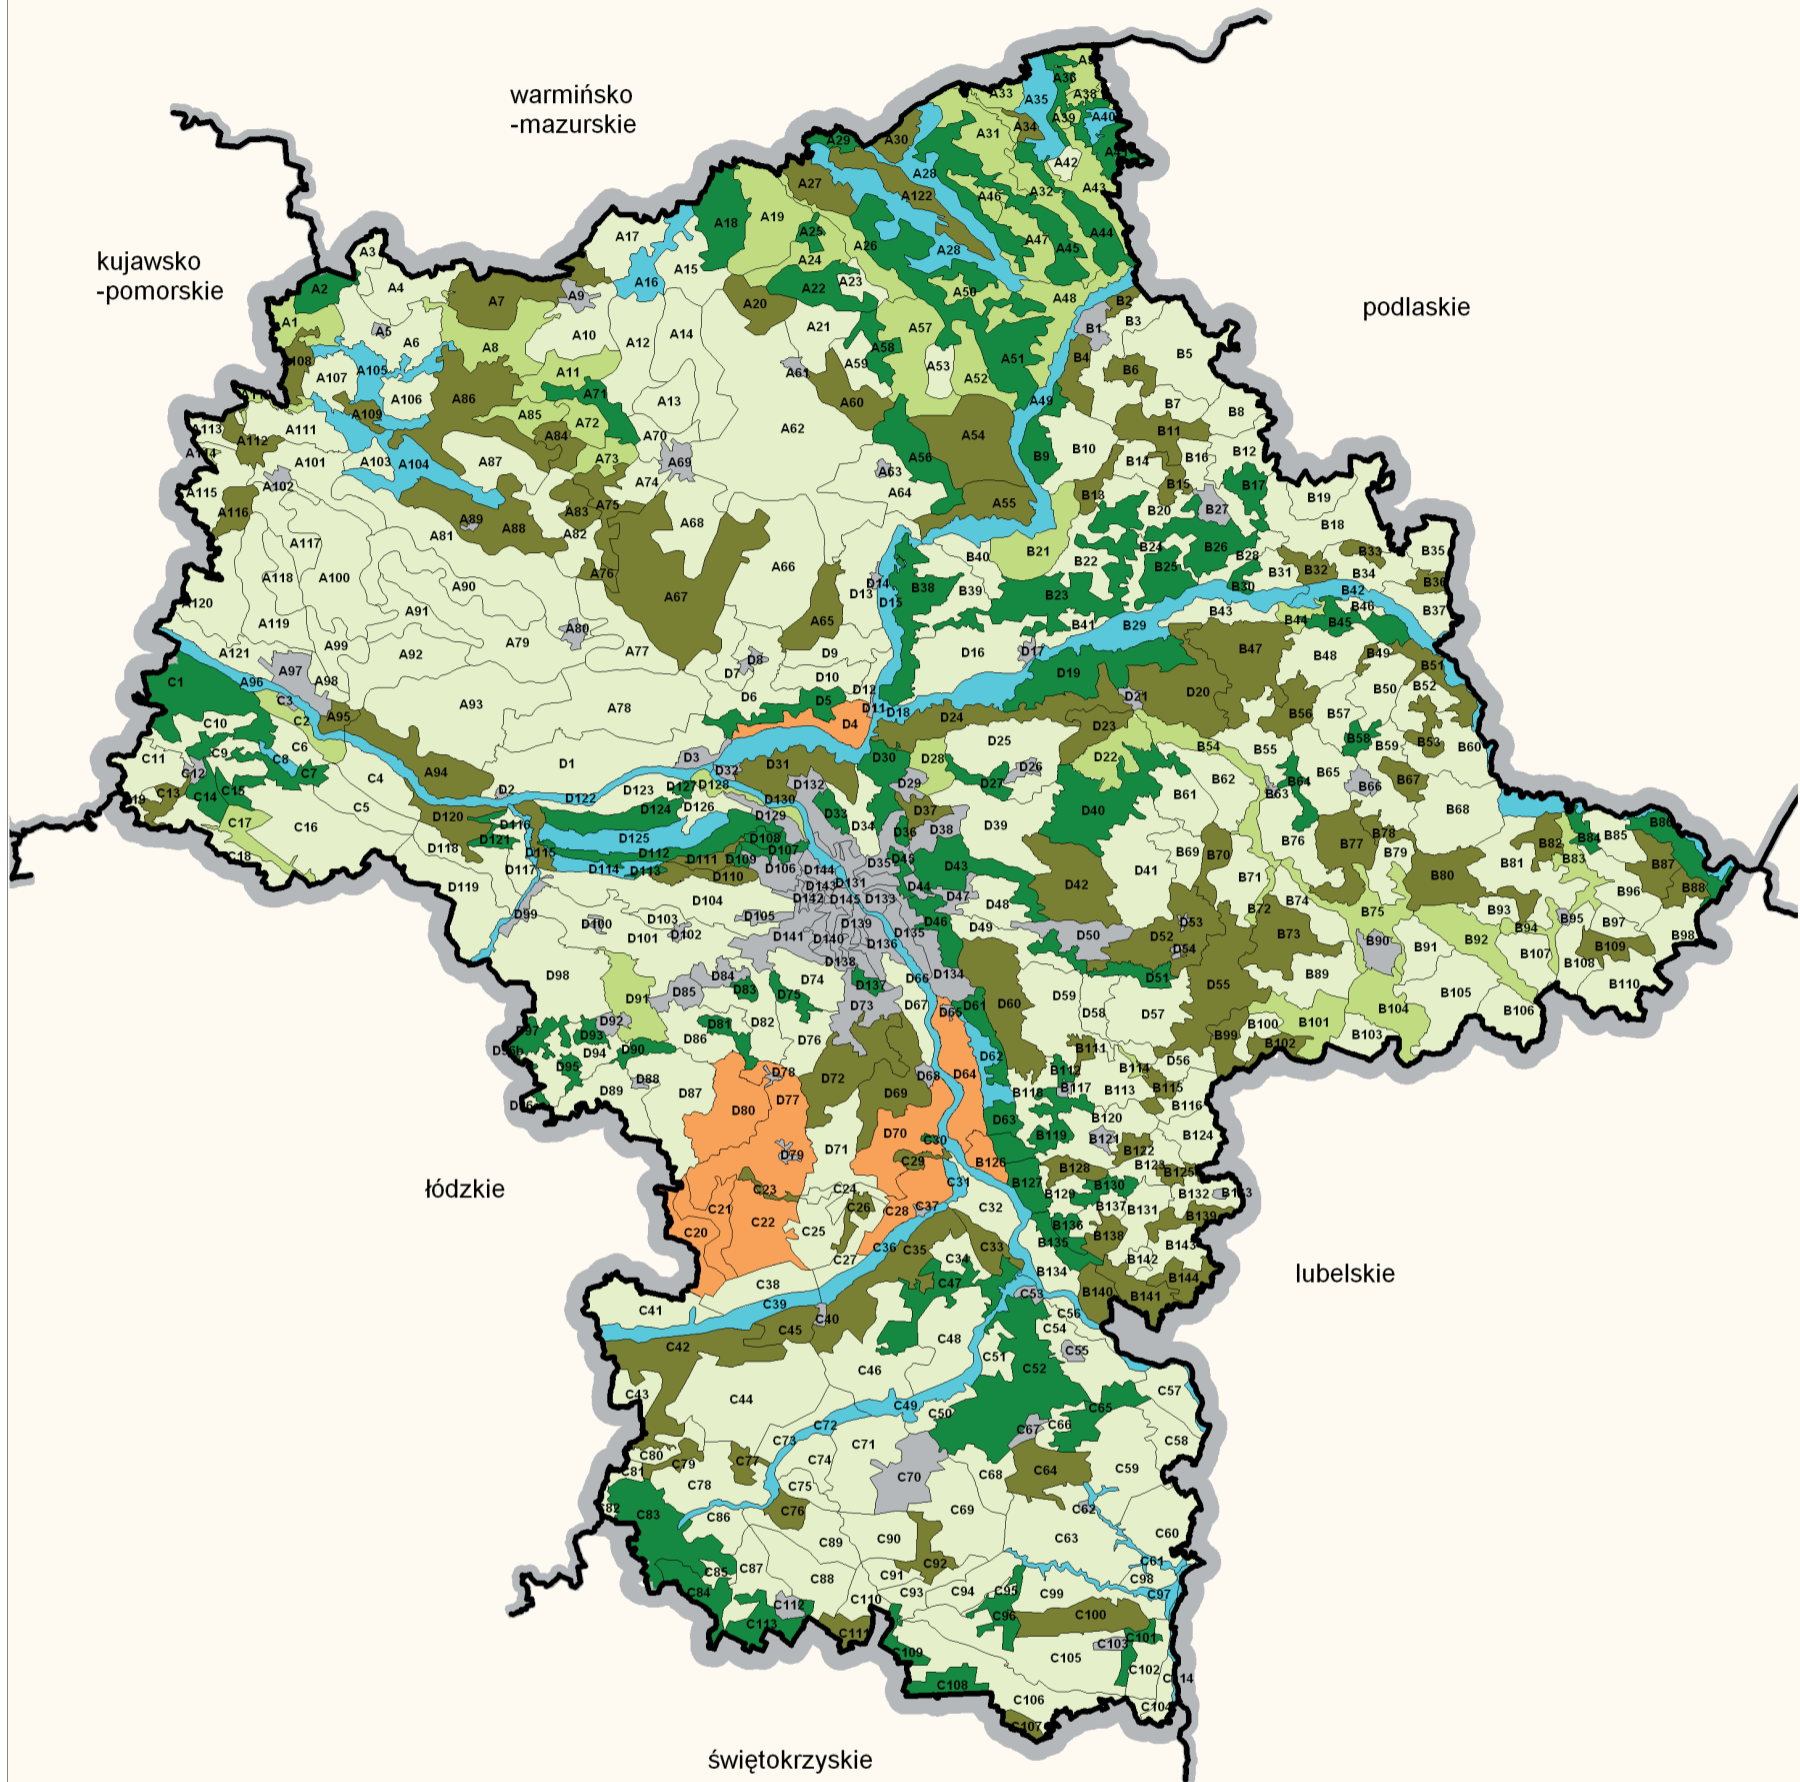 warmińsko
-mazurskie
kujawsko
-pomorskie
podlaskie
łódzkie
lubelskie
świętokrzyskie
A33
A35
A38
A34
A39
A40
A31
A42
A29
A30
A28
A27
A122
A46
A32
A43
A18
A19
A25
A26
A28
A47
A45
A44
A17
A24
A3
A15
A16
A22
A23
A50
A48
A2
A4
A7
A9
A20
B2
A1
A5
A6
A10
A12
A14
A21
A57
B1
B3
A8
A58
A51
B4
B5
A108
A107
A105
A11
A61
A59
A53
A52
B6
A106
A86
A71
A13
A60
A49
B7
B8
A109
A85
A72
A62
A54
B11
A113
A112
A111
A84
A70
A56
B9
B10
B12
A101
A103
A104
A87
A73
A69
A63
B14
B16
A115
A102
A74
A64
A55
B13
B15
B17
B19
A116
A89
A88
A83
A75
A68
B20
B27
B18
A117
A81
A82
B40
B21
B22
B24
B26
B28
B33
B35
A118
A100
A90
A76
A66
D14
B38
B39
B25
B31
B32
B34
B36
A120
A91
A67
D13
D15
B23
B30
B42
A119
A65
B41
B29
B43
B44
B45
B46
B37
A121
A99
A92
A79
A80
A77
D9
D16
D17
B47
B48
B49
B51
C1
A96
A97
A98
D7
D8
D10
D19
B50
B52
C3
A93
A78
D6
D5
D12
D11
D18
D20
D21
C10
C2
A95
D4
D24
D23
B56
B57
B53
B60
C11
C9
C6
D1
D3
D31
D30
D28
D25
D22
B54
B55
B58
B59
C12
C8
C7
C4
A94
D32
D29
D27
D26
B62
B64
B65
B66
B67
C13
C14
C15
D2
D122
D123
D127
D128
D132
B61
B63
C5
D124
D126
D130
D33
D37
D40
B68
C17
C16
D120
D116
D129
D34
D36
D38
D39
B76
B77
B78
B82
B84
B85
B86
C18
D118
D121
D125
D108
D107
D35
D45
B69
B70
B79
B81
B83
B87
D115
D112
D111
D109
D106
D144
D131
D43
D41
B71
B80
B88
D117
D114
D113
D110
D143
D44
D42
B96
D119
D104
D142
D145
D133
D47
D48
B72
B74
B75
B93
B95
B97
D99
D100
D103
D105
D139
D46
D49
D53
B94
D101
D102
D141
D140
D136
D135
D50
D52
B73
B90
B91
B92
B98
D138
D54
B107
B109
D98
D84
D74
D66
D134
D51
B89
B108
D91
D85
D83
D75
D137
D55
B105
B110
D92
D73
D67
D65
D61
D60
D59
B101
B104
B106
D97
D93
D81
D82
D58
D57
B100
B103
D94
D90
D86
D76
B99
B102
D95
D62
B111
D56
D89
D88
D87
D78
D72
D68
D64
B112
B114
D77
D69
B118
B117
B113
B115
D80
B116
D70
D63
B120
D79
D71
C30
B119
B121
B124
C29
B126
B122
B128
B123
B125
C23
C24
C31
B127
B129
B130
B132
C21
C26
C28
C37
C32
B137
B131
B139
C20
C22
C25
B136
B138
C36
C35
C33
B135
B142
B143
C27
C34
B134
B144
C38
C47
B140
B141
C41
C39
C40
C53
C56
C42
C45
C48
C54
C46
C51
C52
C55
C43
C44
C57
C49
C50
C65
C72
C73
C71
C67
C66
C58
C80
C79
C77
C74
C70
C68
C64
C59
C81
C78
C75
C83
C86
C76
C69
C62
C89
C90
C63
C60
C85
C87
C88
C91
C92
C61
C98
C84
C112
C110
C93
C94
C95
C99
C97
C113
C111
C96
C100
C109
C103
C101
C105
C102
C108
C106
C104
C107